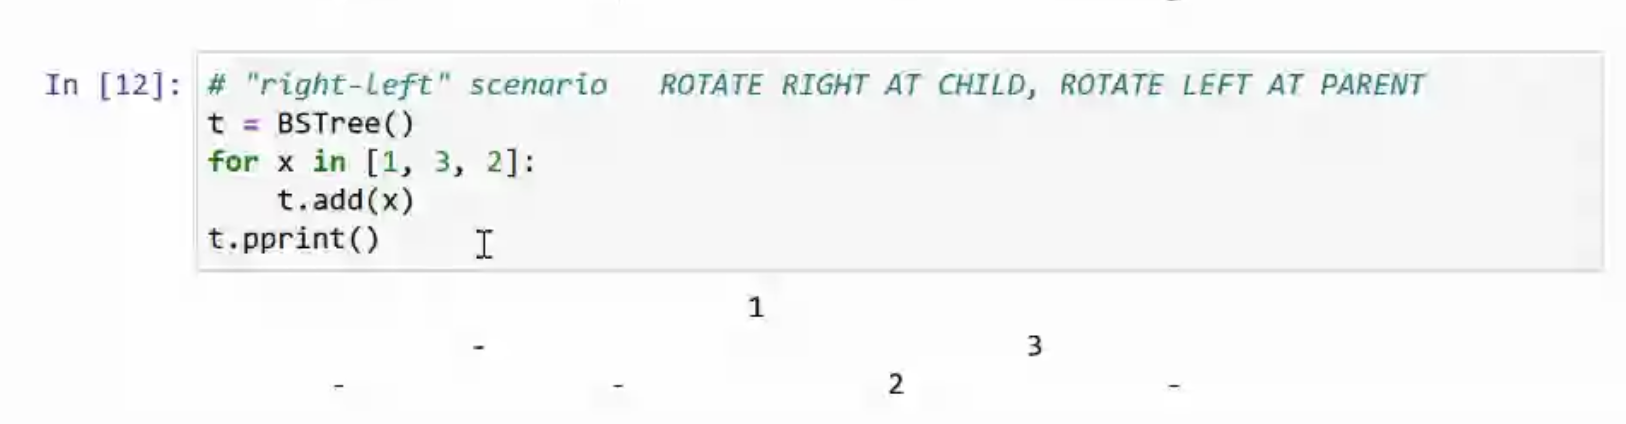 In [12]: # "right-left" scenario   ROTATE RIGHT AT CHILD, ROTATE LEFT AT PARENT
t = BSTree()
for x in [1, 3, 2]:
    t.add(x)
t.pprint()
1
- 3
- - 2 -